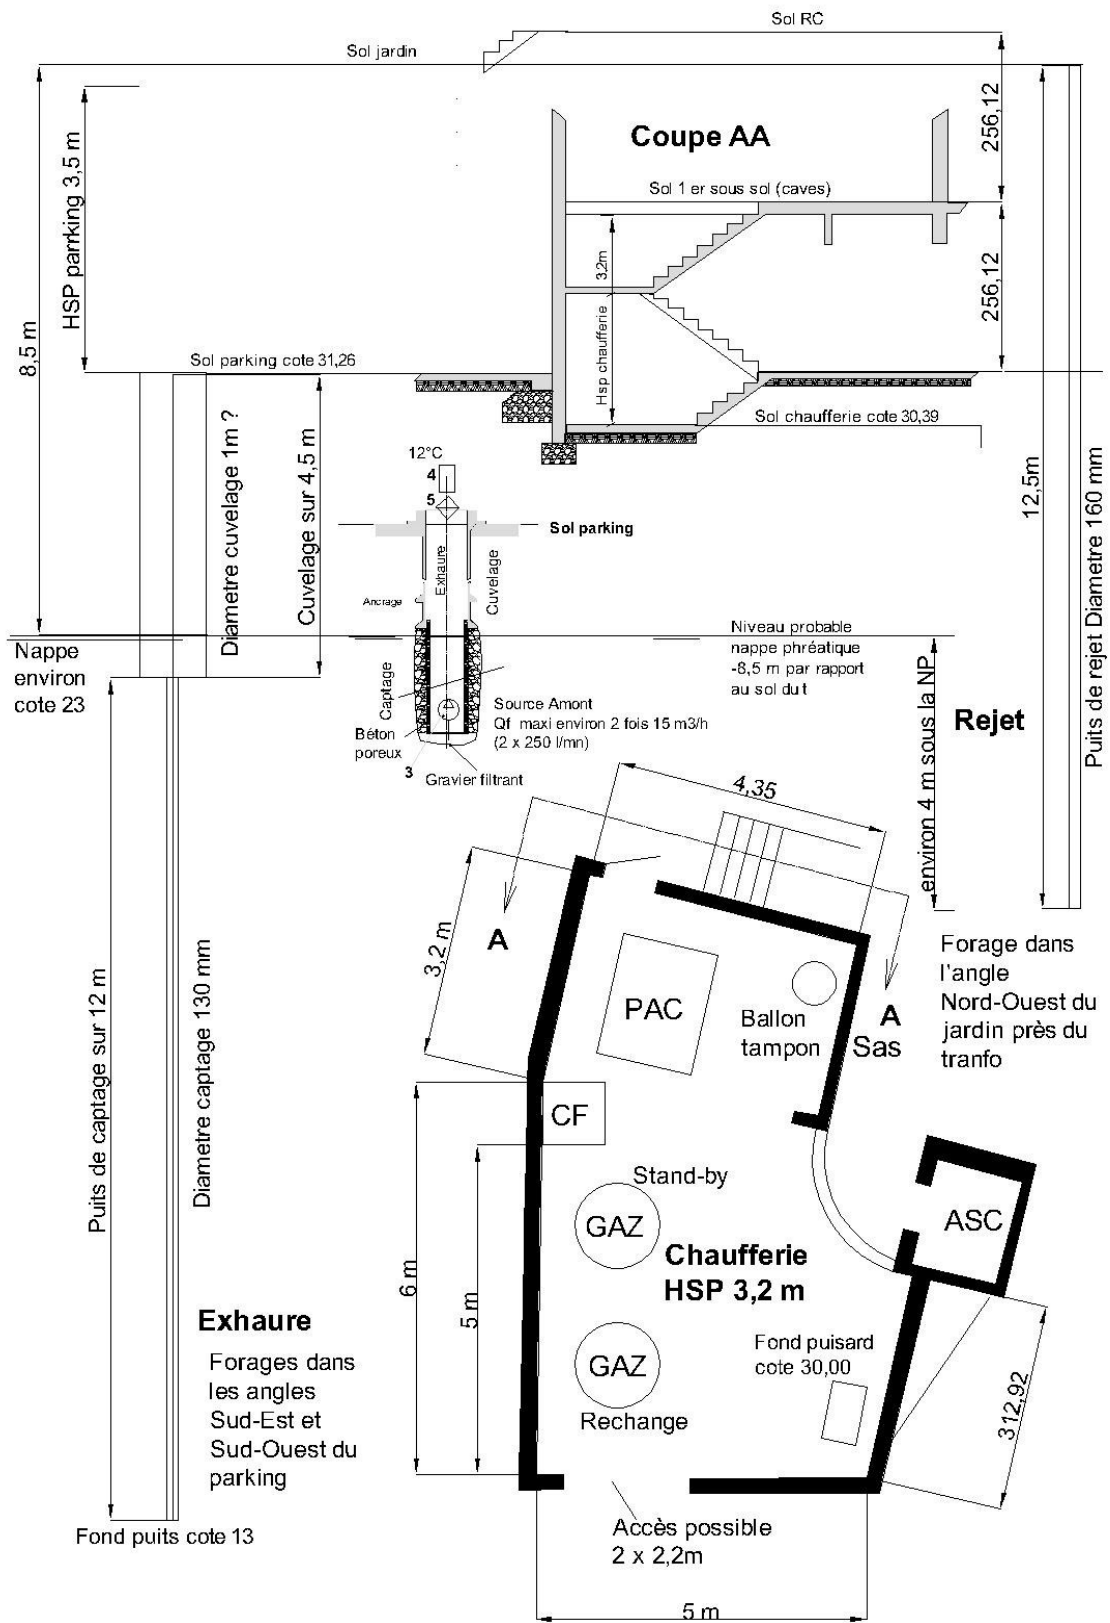 Sol RC
Sol jardin
256,12
HSP parrking 3,5 m
Coupe AA
Sol 1 er sous sol (caves)
3,2m
256,12
8,5 m
Hsp chaufferie
Sol parking cote 31,26
Sol chaufferie cote 30,39
Diametre cuvelage 1m ?
Cuvelage sur 4,5 m
12°C
4
5
12,5m
Puits de rejet Diametre 160 mm
Sol parking
Exhaure
Cuvelage
Ancrage
Nappe
environ
cote 23
Niveau probable
nappe phréatique
-8,5 m par rapport
au sol du t
Captage
Source Amont
Qf maxi environ 2 fois 15 m3/h
(2 x 250 l/mn)
Béton
poreux
3
Gravier filtrant
environ 4 m sous la NP
Rejet
4,35
3,2 m
A
PAC
Ballon
tampon
A
Sas
Forage dans
l'angle
Nord-Ouest du
jardin près du
tranfo
Puits de captage sur 12 m
Diametre captage 130 mm
CF
Stand-by
GAZ
ASC
Chaufferie
HSP 3,2 m
6 m
5 m
Exhaure
Forages dans
les angles
Sud-Est et
Sud-Ouest du
parking
GAZ
Rechange
Fond puisard
cote 30,00
312,92
Fond puits cote 13
Accès possible
2 x 2,2m
5 m